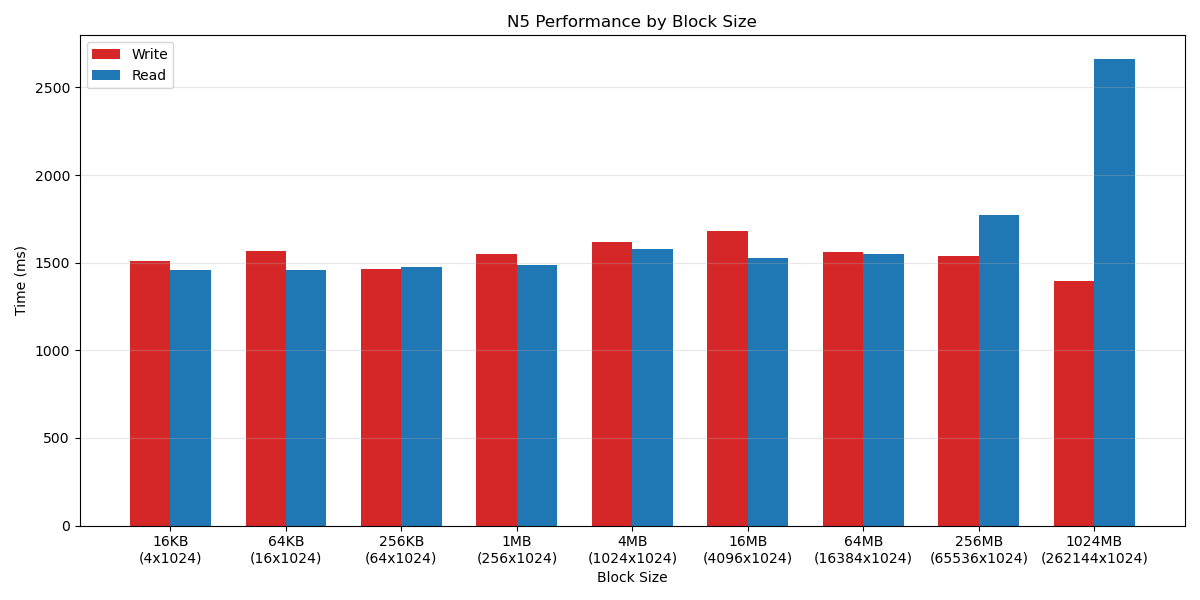 N5 Performance by Block Size
Write
Read
Time (ms)
2500
2000
1500
1000
500
0
16KB 64KB 256KB 1MB 4MB 16MB 64MB 256MB 1024MB
(4x1024) (16x1024) (64x1024) (256x1024) (1024x1024) (4096x1024) (16384x1024) (65536x1024) (262144x1024)
Block Size